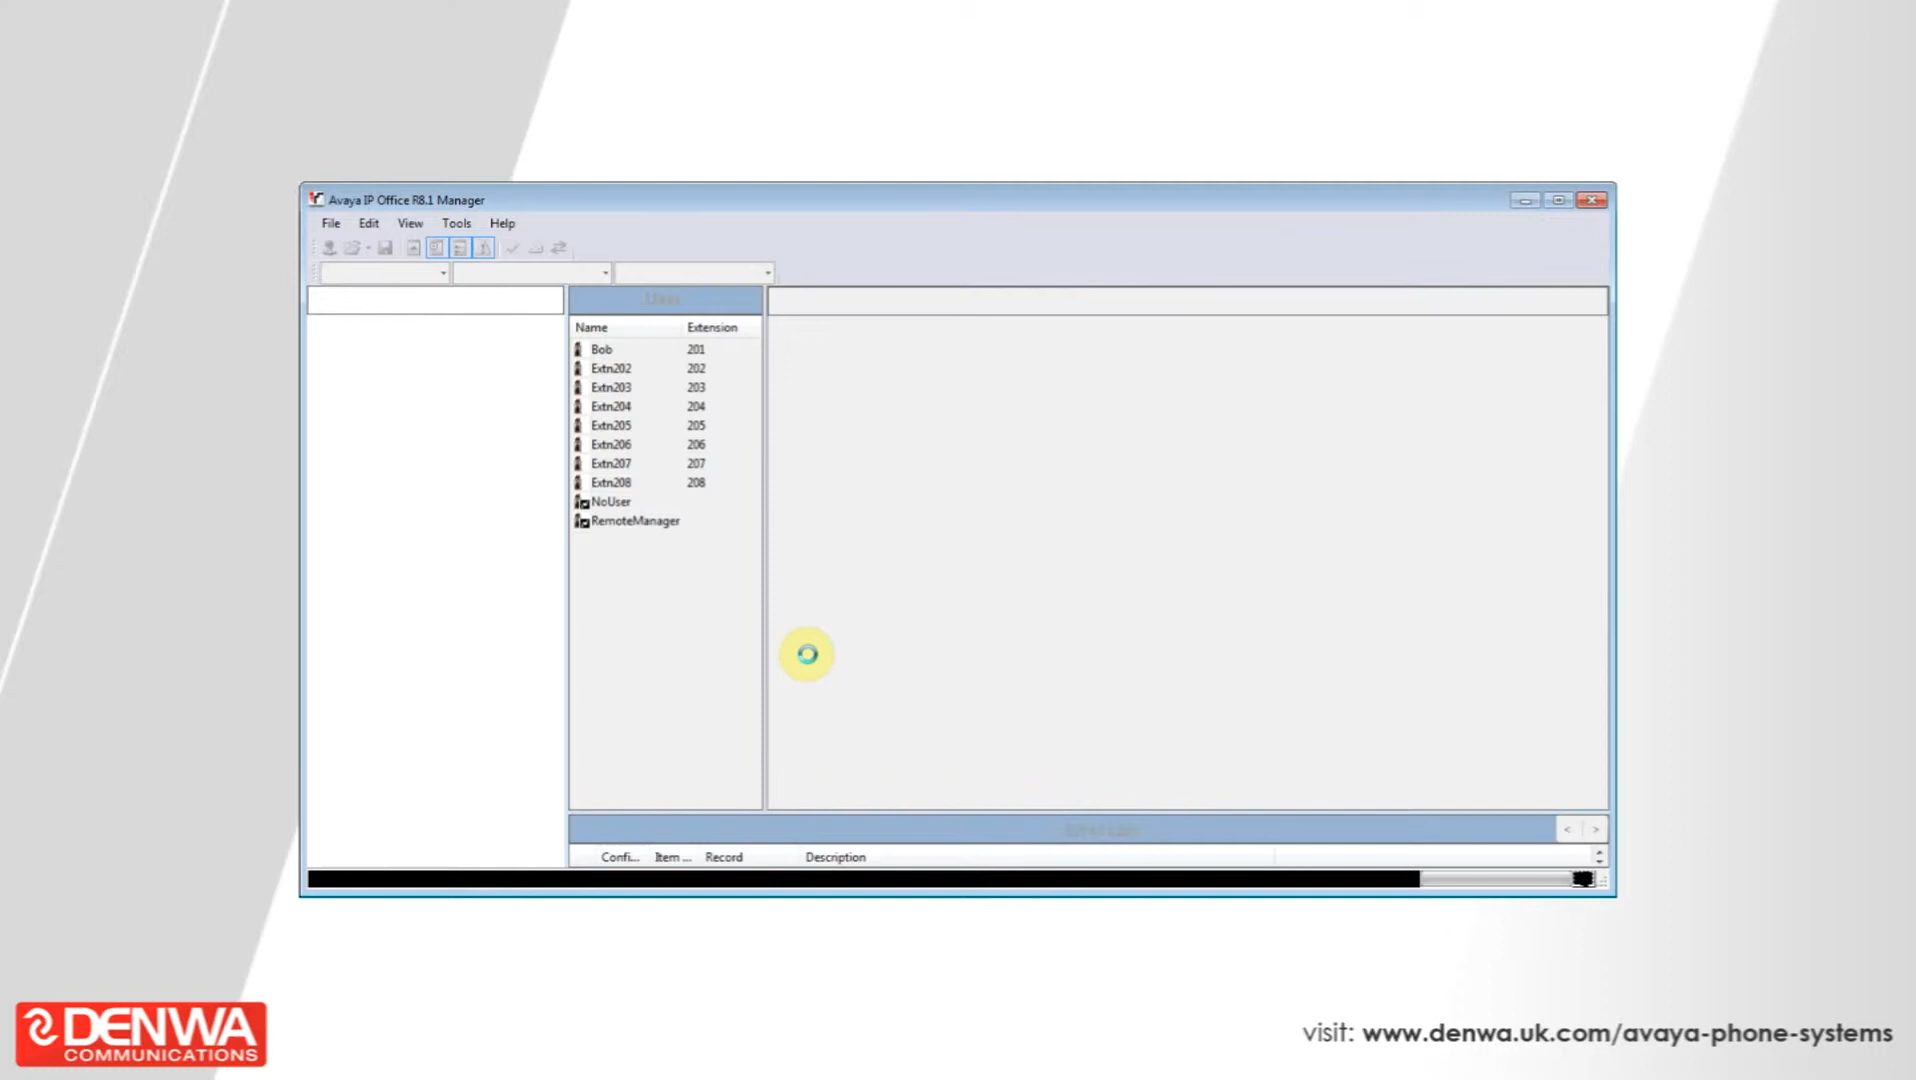 Avaya IP Office R8.1 Manager
File Edit View Tools Help
User
Name Extension
Bob 201
Extn202 202
Extn203 203
Extn204 204
Extn205 205
Extn206 206
Extn207 207
Extn208 208
NoUser
RemoteManager
Confi... Item ... Record Description
DENWA
COMMUNICATIONS
visit: www.denwa.uk.com/avaya-phone-systems